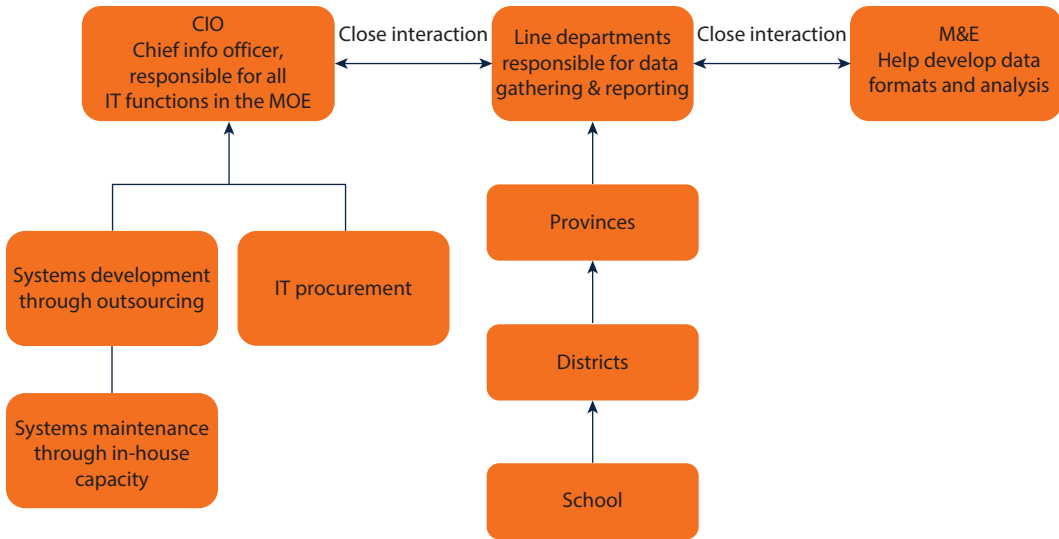 CIO
Chief info officer,
responsible for all
IT functions in the MOE
Close interaction
Line departments
responsible for data
gathering & reporting
Close interaction
M&E
Help develop data
formats and analysis
Systems development
through outsourcing
IT procurement
Systems maintenance
through in-house
capacity
Provinces
Districts
School